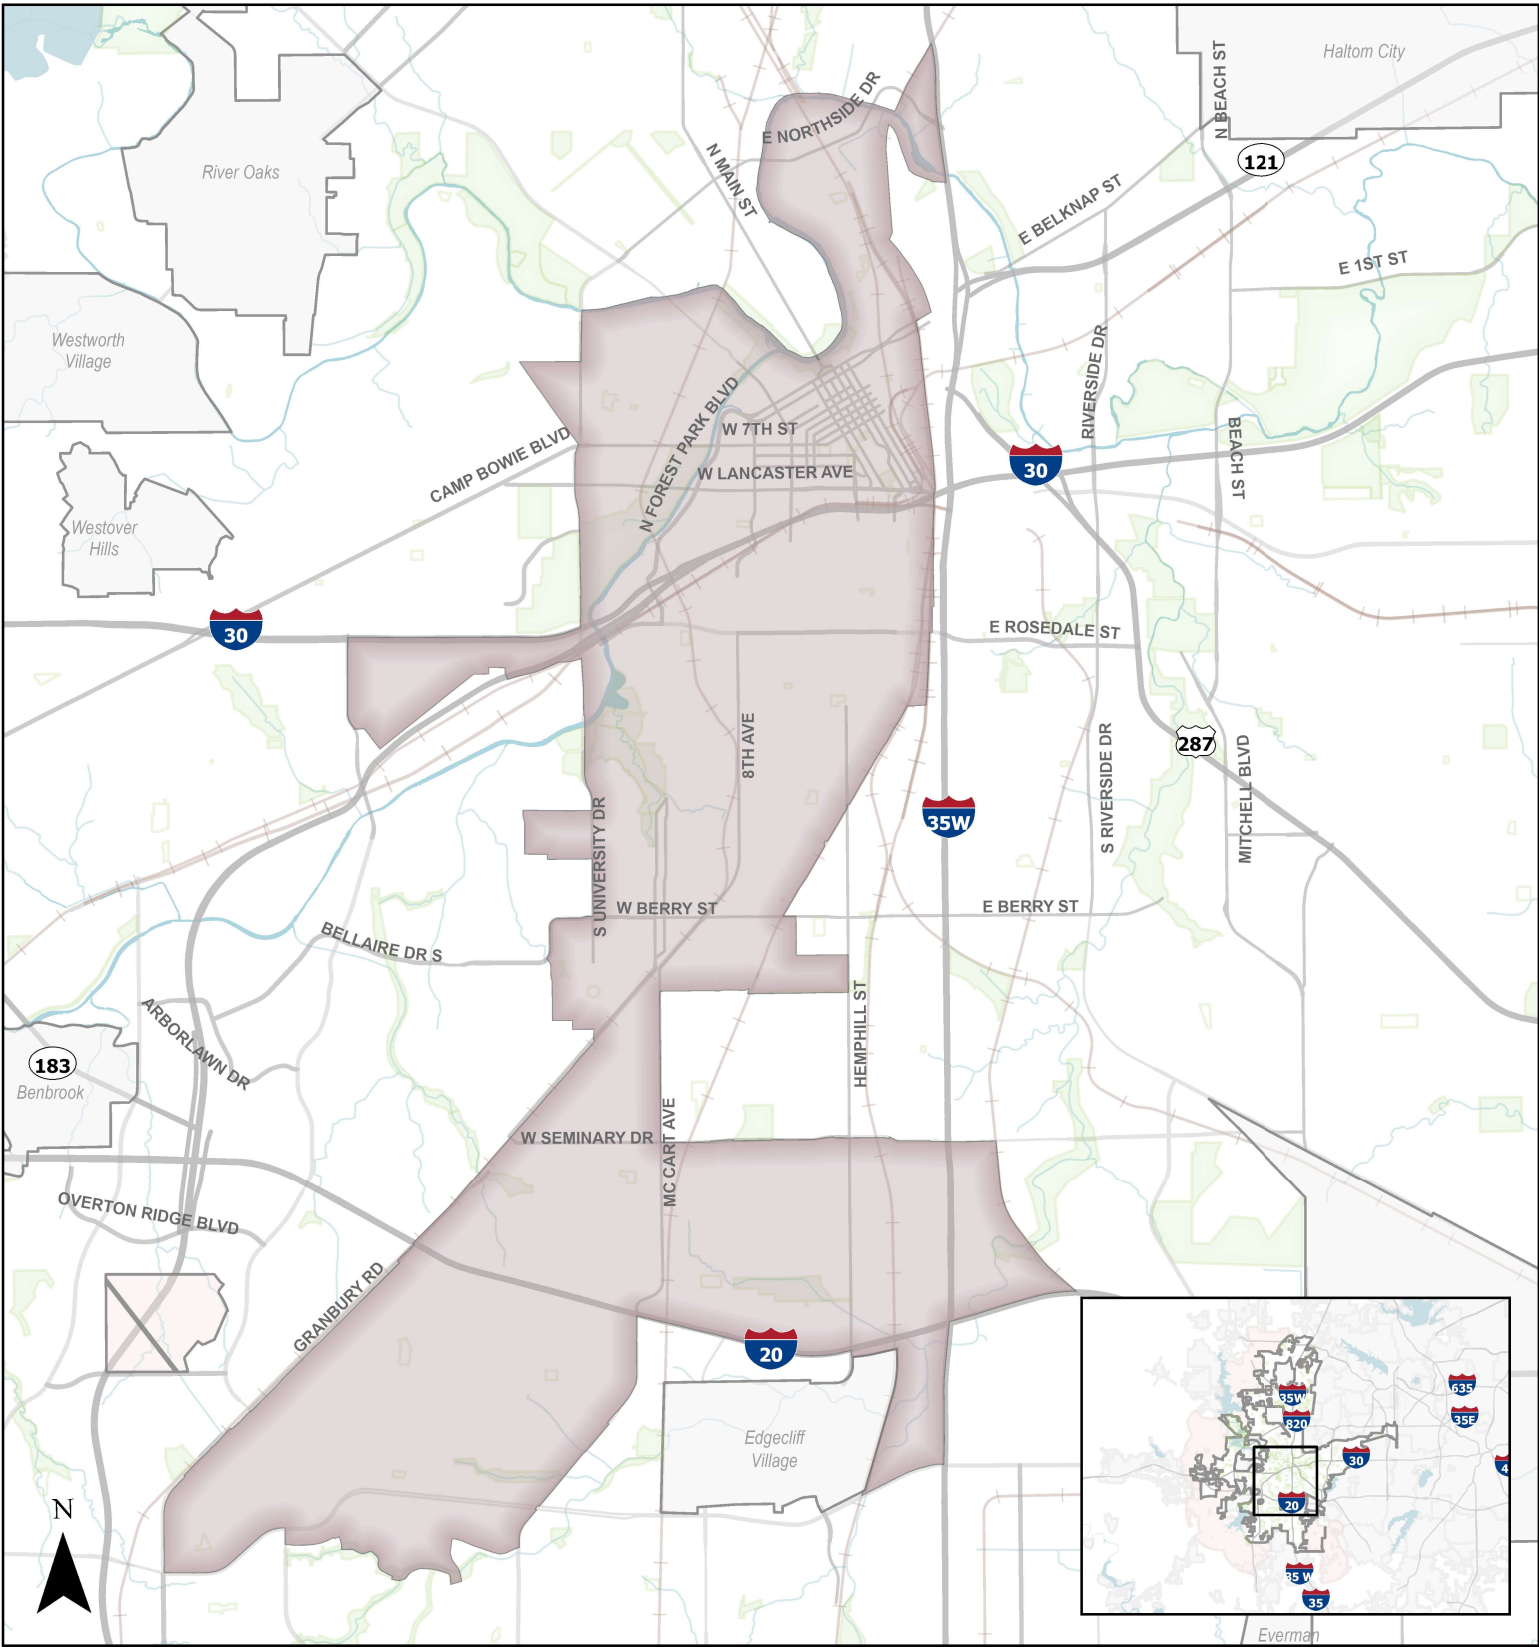 Haltom City
N BEACH ST
E NORTHSIDE DR
121
River Oaks
N MAIN ST
E BELKNAP ST
E 1ST ST
Westworth
Village
RIVERSIDE DR
N FOREST PARK BLVD
W 7TH ST
CAMP BOWIE BLVD
W LANCASTER AVE
30
BEACH ST
Westover
Hills
30
E ROSEDALE ST
8TH AVE
287
S RIVERSIDE DR
MITCHELL BLVD
35W
S UNIVERSITY DR
W BERRY ST
E BERRY ST
BELLAIRE DR S
ARBORLAWN DR
HEMPHILL ST
183
Benbrook
W SEMINARY DR
MC CART AVE
OVERTON RIDGE BLVD
GRANBURY RD
20
Edgecliff
Village
N
635
35W
35E
820
30
4
20
35 W
35
Everman